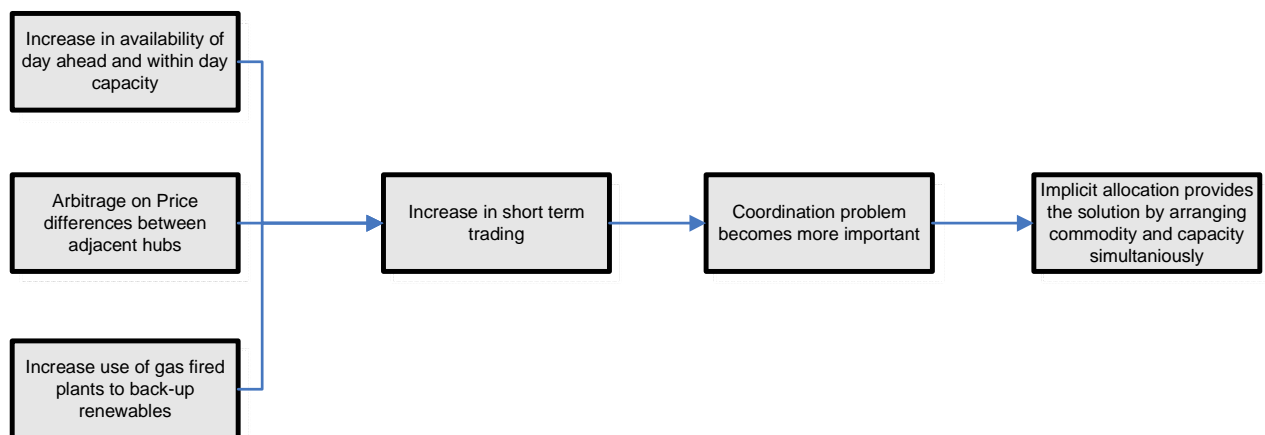 Increase in availability of
day ahead and within day
capacity
Arbitrage on Price
differences between
adjacent hubs
Increase use of gas fired
plants to back-up
renewables
Increase in short term
trading
Coordination problem
becomes more important
Implicit allocation provides
the solution by arranging
commodity and capacity
simultaniously